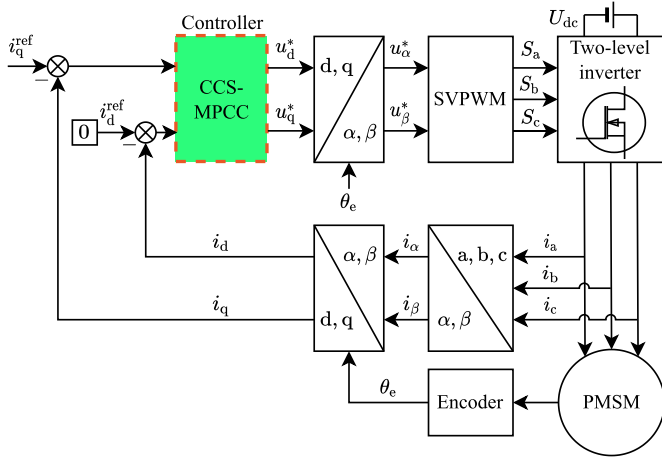 Controller
U_dc
i_q^ref
CCS-
MPCC
u_d^*
u_q^*
d, q
α, β
u_α^*
u_β^*
SVPWM
S_a
S_b
S_c
Two-level
inverter
0
i_d^ref
−
−
θ_e
i_d
i_q
α, β
d, q
i_α
i_β
a, b, c
α, β
i_a
i_b
i_c
θ_e
Encoder
PMSM